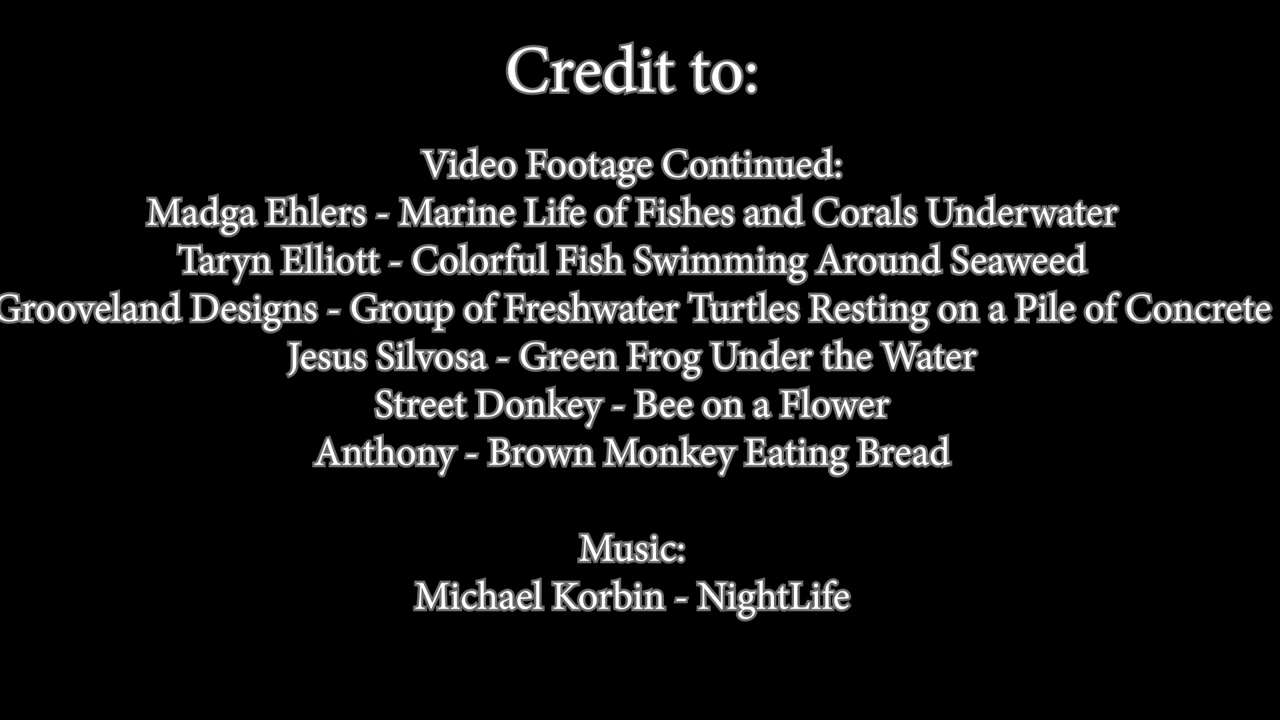 Credit to:
Video Footage Continued:
Madga Ehlers - Marine Life of Fishes and Corals Underwater
Taryn Elliott - Colorful Fish Swimming Around Seaweed
Grooveland Designs - Group of Freshwater Turtles Resting on a Pile of Concrete
Jesus Silvosa - Green Frog Under the Water
Street Donkey - Bee on a Flower
Anthony - Brown Monkey Eating Bread
Music:
Michael Korbin - NightLife